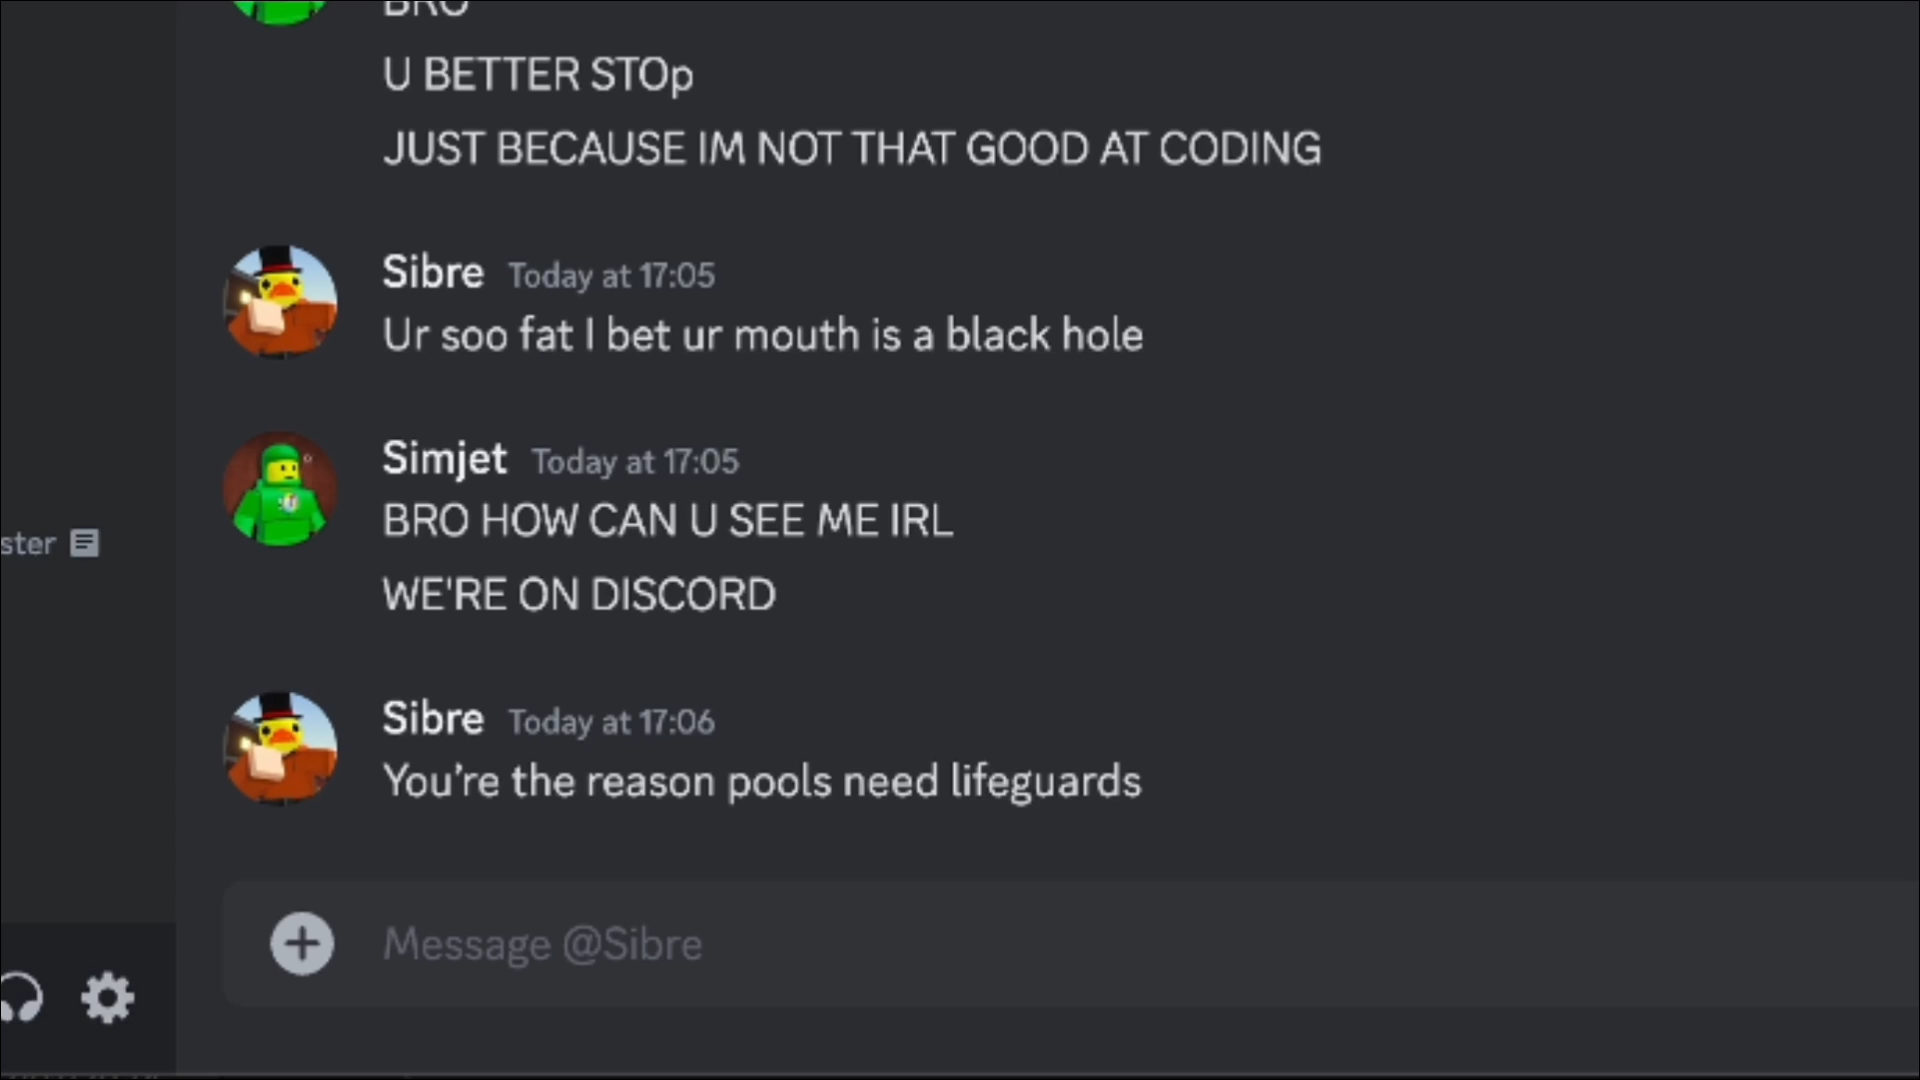 BRO
U BETTER STOp
JUST BECAUSE IM NOT THAT GOOD AT CODING
Sibre Today at 17:05
Ur soo fat I bet ur mouth is a black hole
Simjet Today at 17:05
BRO HOW CAN U SEE ME IRL
WE'RE ON DISCORD
ster
Sibre Today at 17:06
You’re the reason pools need lifeguards
Message @Sibre